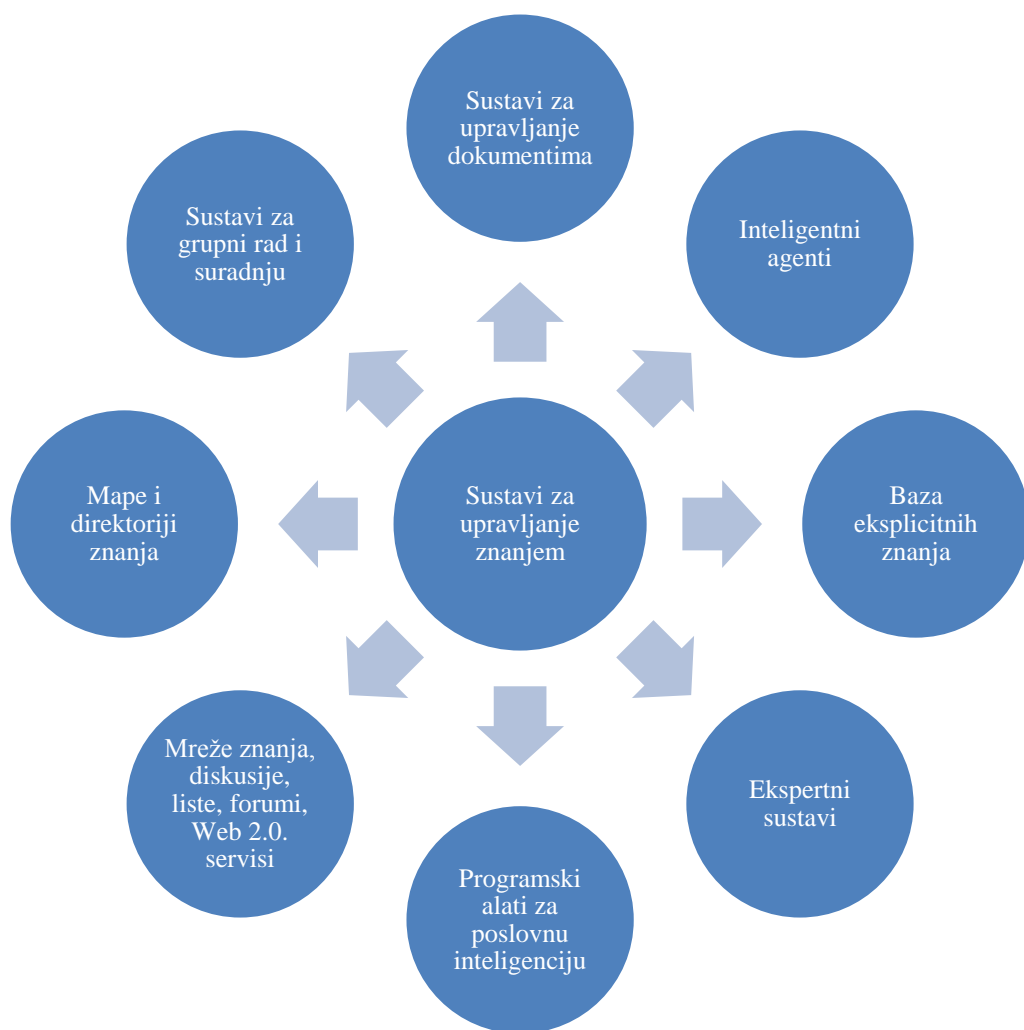 Sustavi za
upravljanje
dokumentima
Inteligentni
agenti
Baza
eksplicitnih
znanja
Ekspertni
sustavi
Programski
alati za
poslovnu
inteligenciju
Mreže znanja,
diskusije,
liste, forumi,
Web 2.0.
servisi
Mape i
direktoriji
znanja
Sustavi za
grupni rad i
suradnju
Sustavi za
upravljanje
znanjem